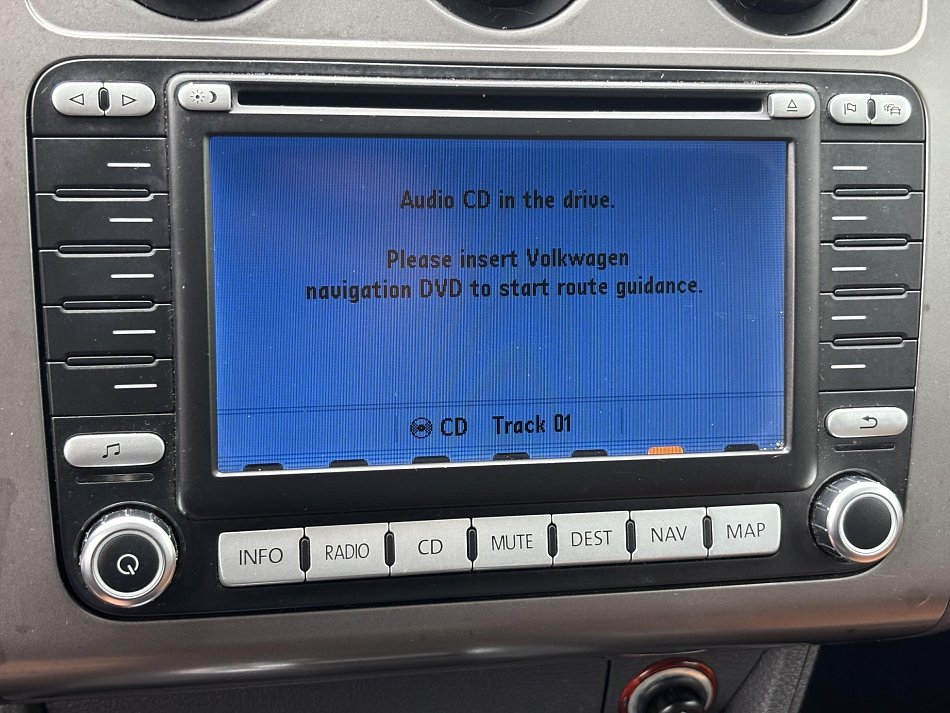 Audio CD in the drive.
Please insert Volkwagen
navigation DVD to start route guidance.
CD Track 01
INFO RADIO CD MUTE DEST NAV MAP